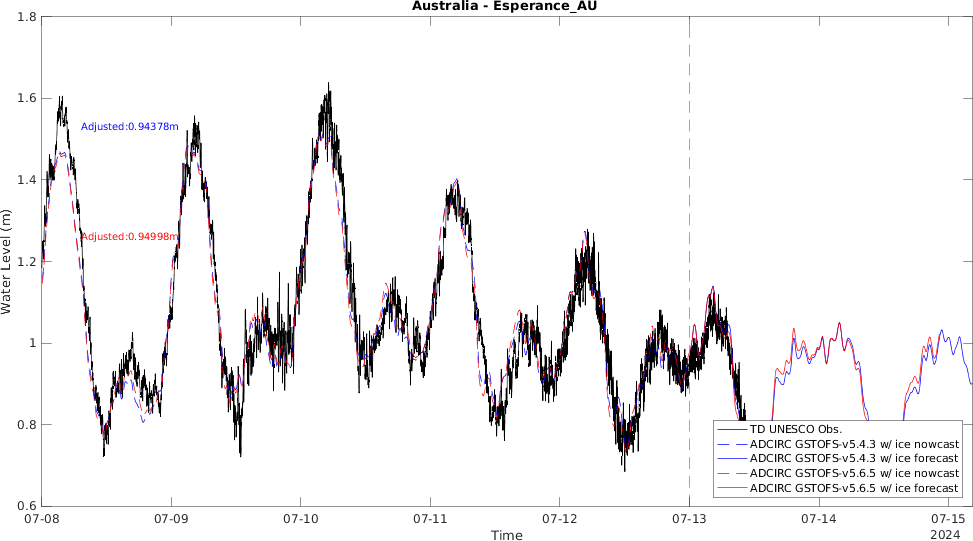 Australia - Esperance_AU
1.8
1.6
1.4
1.2
1
0.8
0.6
Water Level (m)
Adjusted:0.94378m
Adjusted:0.94998m
TD UNESCO Obs.
ADCIRC GSTOFS-v5.4.3 w/ ice nowcast
ADCIRC GSTOFS-v5.4.3 w/ ice forecast
ADCIRC GSTOFS-v5.6.5 w/ ice nowcast
ADCIRC GSTOFS-v5.6.5 w/ ice forecast
07-08 07-09 07-10 07-11 07-12 07-13 07-14 07-15
Time
2024